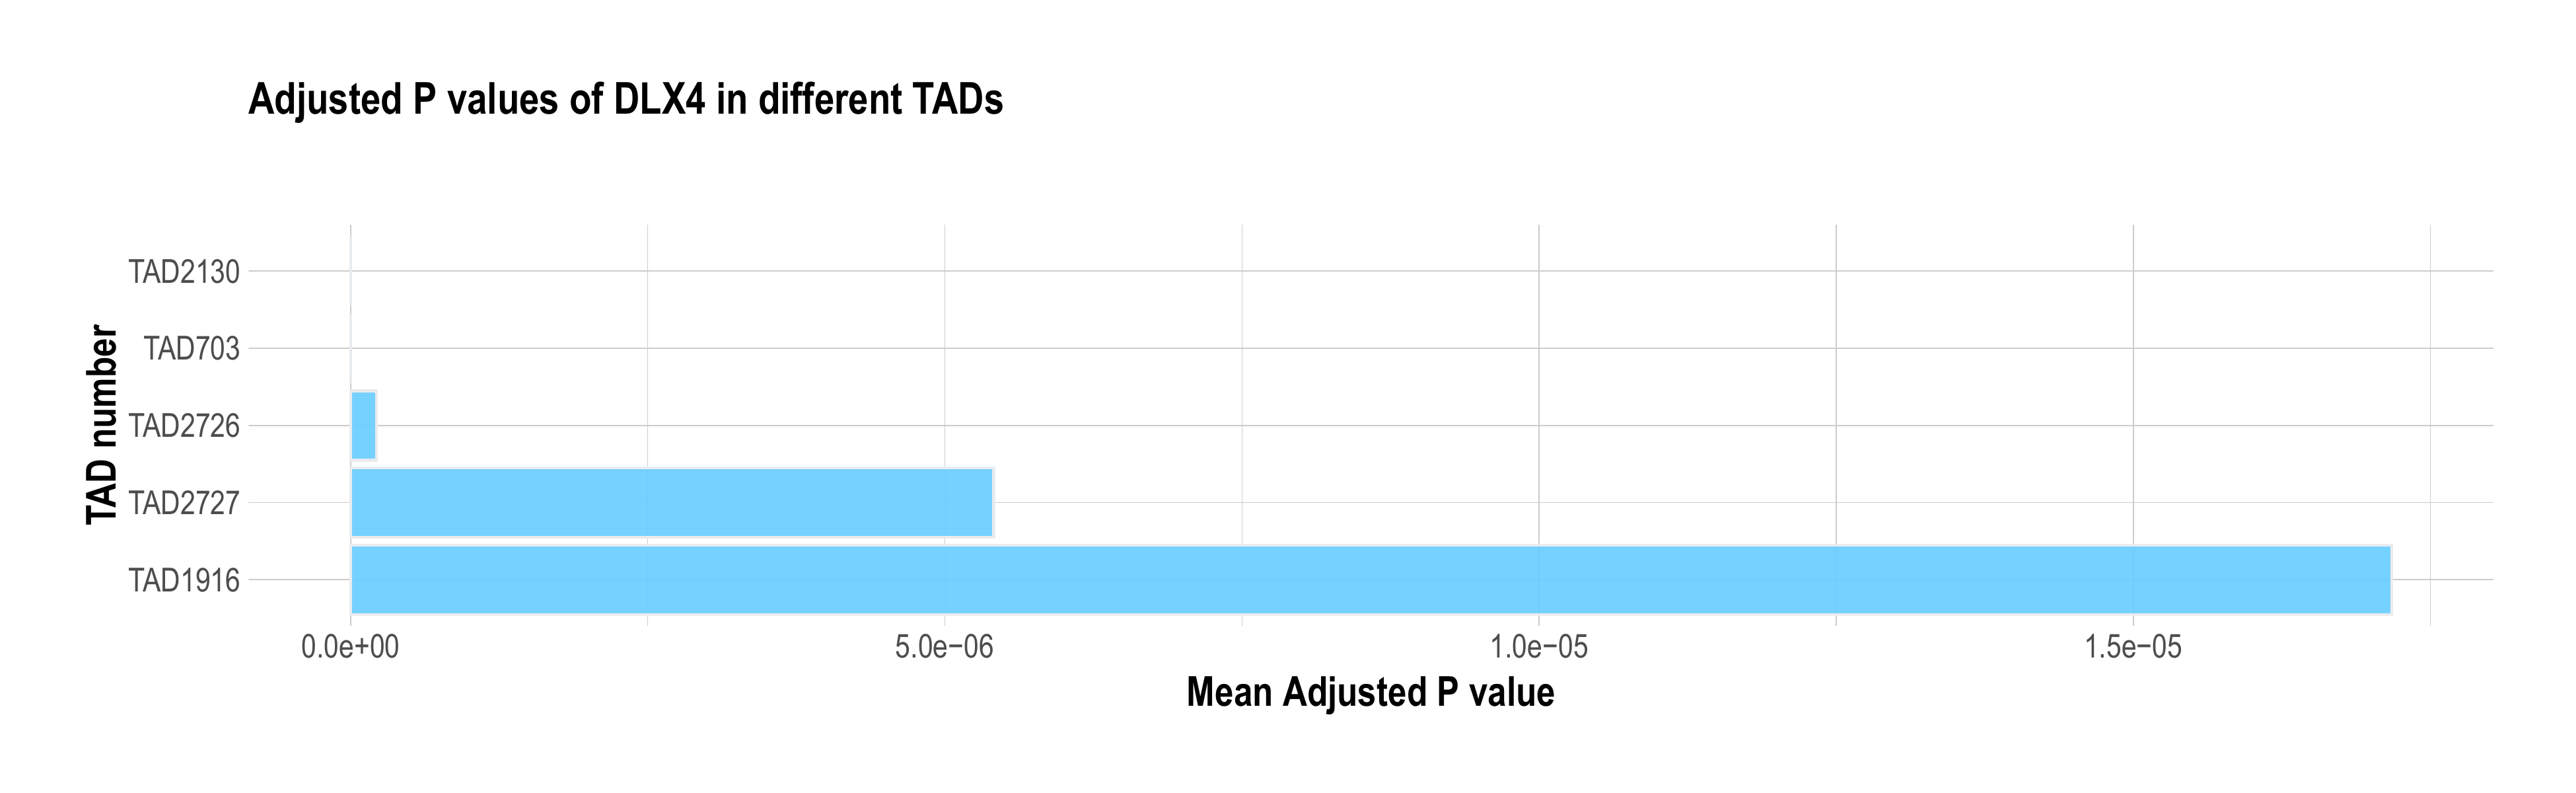 Adjusted P values of DLX4 in different TADs
TAD number
TAD2130
TAD703
TAD2726
TAD2727
TAD1916
0.0e+00 5.0e−06 1.0e−05 1.5e−05
Mean Adjusted P value